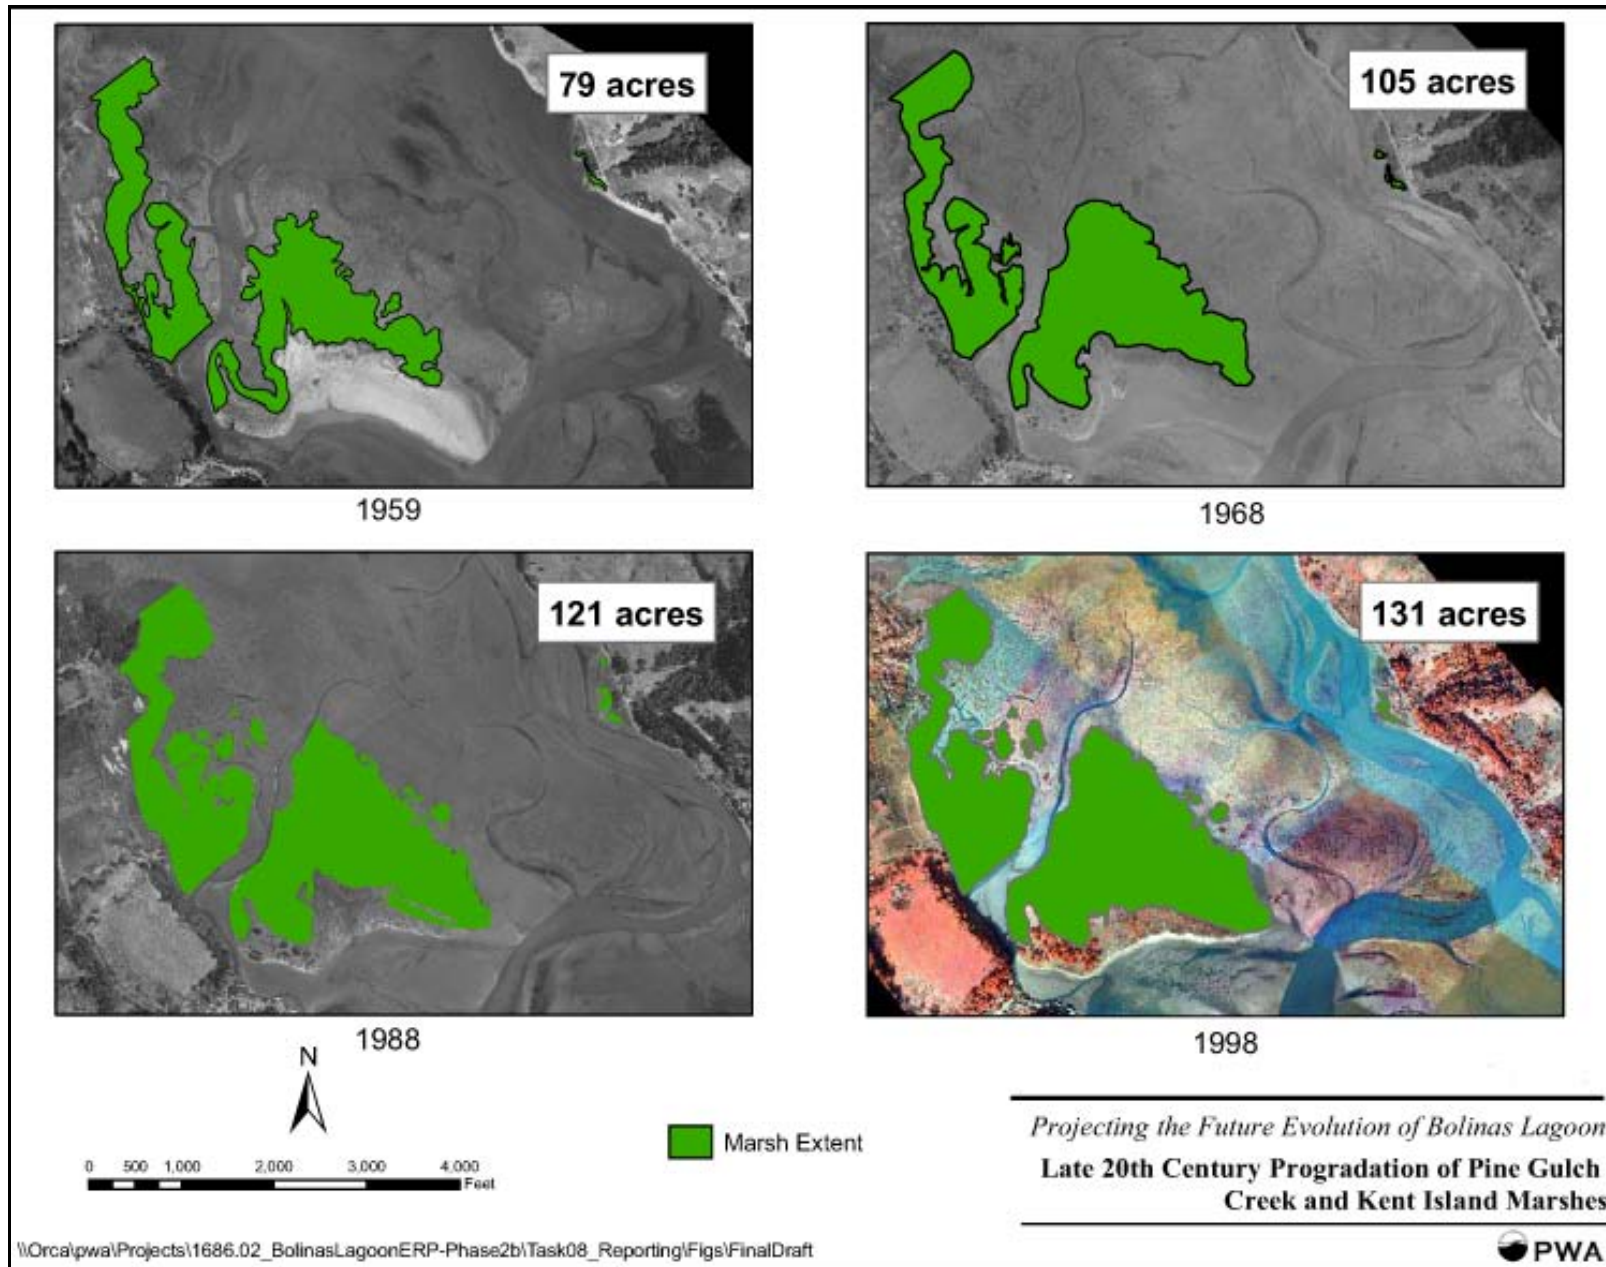 79 acres
105 acres
1959
1968
121 acres
131 acres
1988
1998
N
0 500 1,000 2,000 3,000 4,000
Feet
Marsh Extent
Projecting the Future Evolution of Bolinas Lagoon
Late 20th Century Progradation of Pine Gulch
Creek and Kent Island Marshes
\\Orca\pwa\Projects\1686.02_BolinasLagoonERP-Phase2b\Task08_Reporting\Figs\FinalDraft
PWA